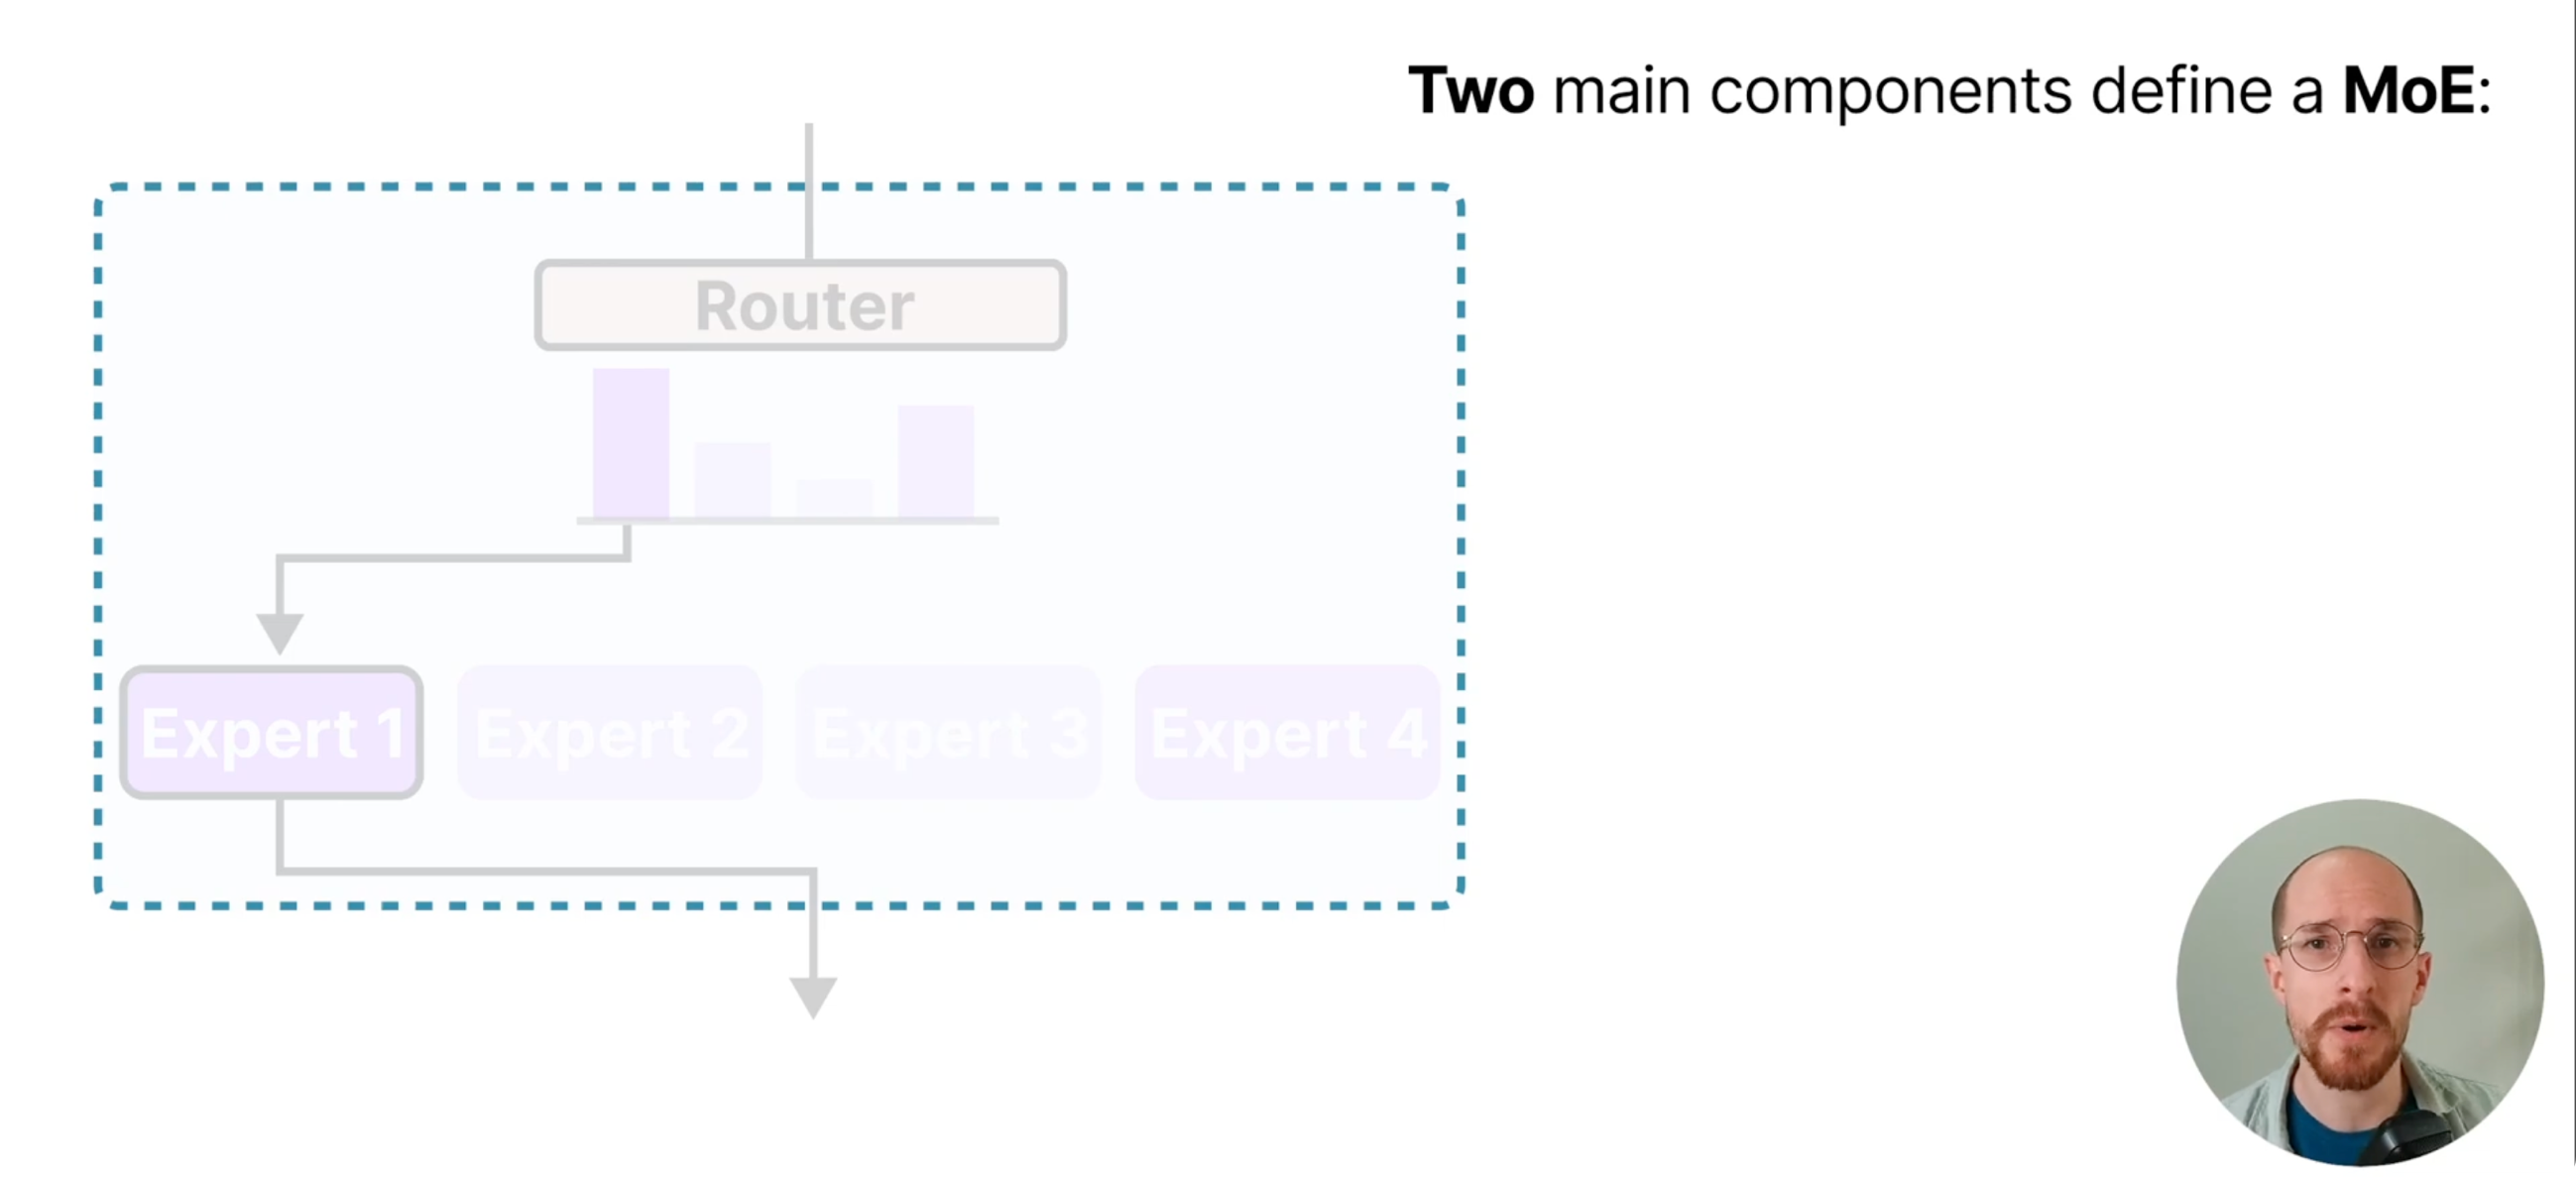 Two main components define a MoE:
Router
Expert 1
Expert 2
Expert 3
Expert 4